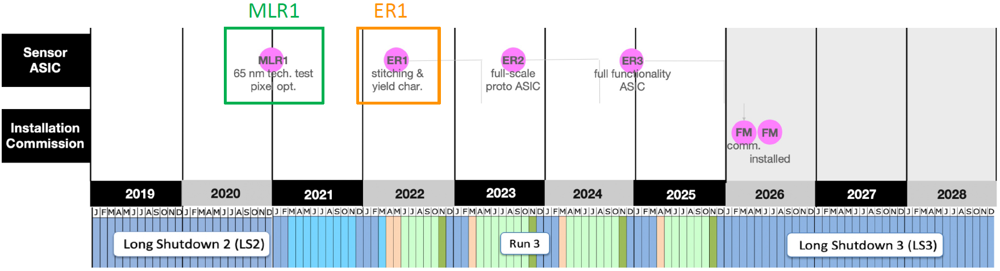 MLR1
ER1
Sensor
ASIC
MLR1
65 nm tech. test
pixel opt.
ER1
stitching &
yield char.
ER2
full-scale
proto ASIC
ER3
full functionality
ASIC
Installation
Commission
FM
FM
comm.
installed
2019 2020 2021 2022 2023 2024 2025 2026 2027 2028
J F M A M J J A S O N D J F M A M J J A S O N D J F M A M J J A S O N D J F M A M J J A S O N D J F M A M J J A S O N D J F M A M J J A S O N D J F M A M J J A S O N D J F M A M J J A S O N D J F M A M J J A S O N D J F M A M J J A S O N D
Long Shutdown 2 (LS2)
Run 3
Long Shutdown 3 (LS3)